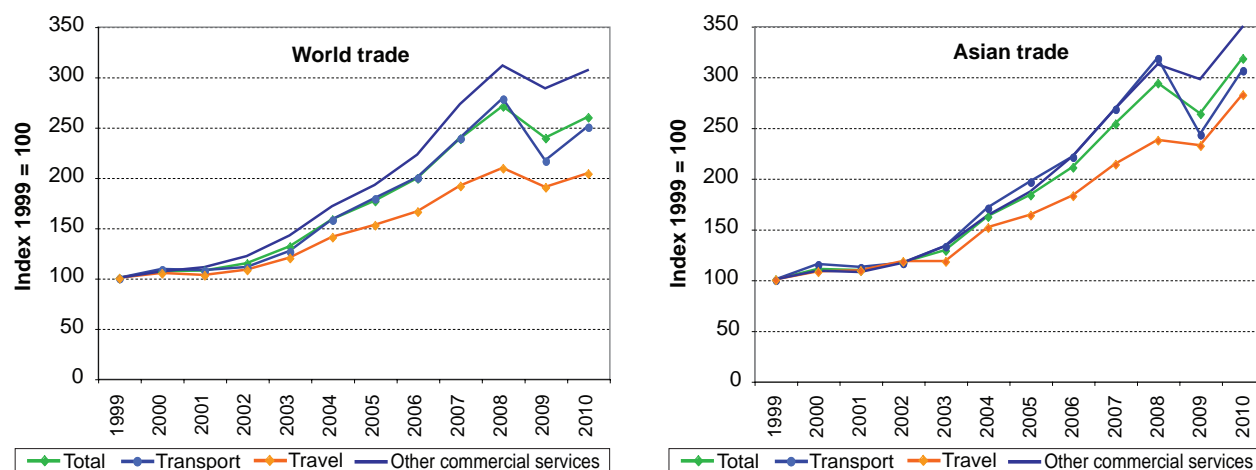 World trade
Index 1999 = 100
350
300
250
200
150
100
50
0
1999 2000 2001 2002 2003 2004 2005 2006 2007 2008 2009 2010
Total Transport Travel Other commercial services
Asian trade
Index 1999 = 100
350
300
250
200
150
100
50
0
1999 2000 2001 2002 2003 2004 2005 2006 2007 2008 2009 2010
Total Transport Travel Other commercial services